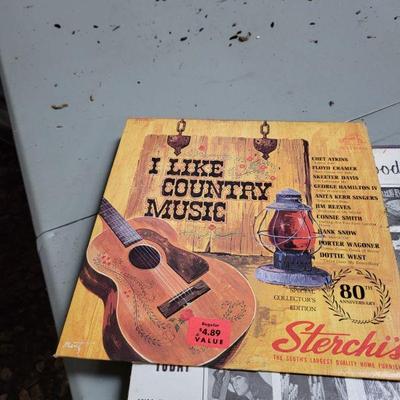 I LIKE
COUNTRY
MUSIC
CHET ATKINS
FLOYD CRAMER
SKEETER DAVIS
GEORGE HAMILTON IV
ANITA KERR SINGERS
JIM REEVES
CONNIE SMITH
HANK SNOW
PORTER WAGONER
DOTTIE WEST
SPECIAL
COLLECTOR'S
EDITION
80TH
ANNIVERSARY
Regular
$4.89
VALUE
Sterchi's
THE SOUTH'S LARGEST QUALITY HOME FURNISH
TODAY